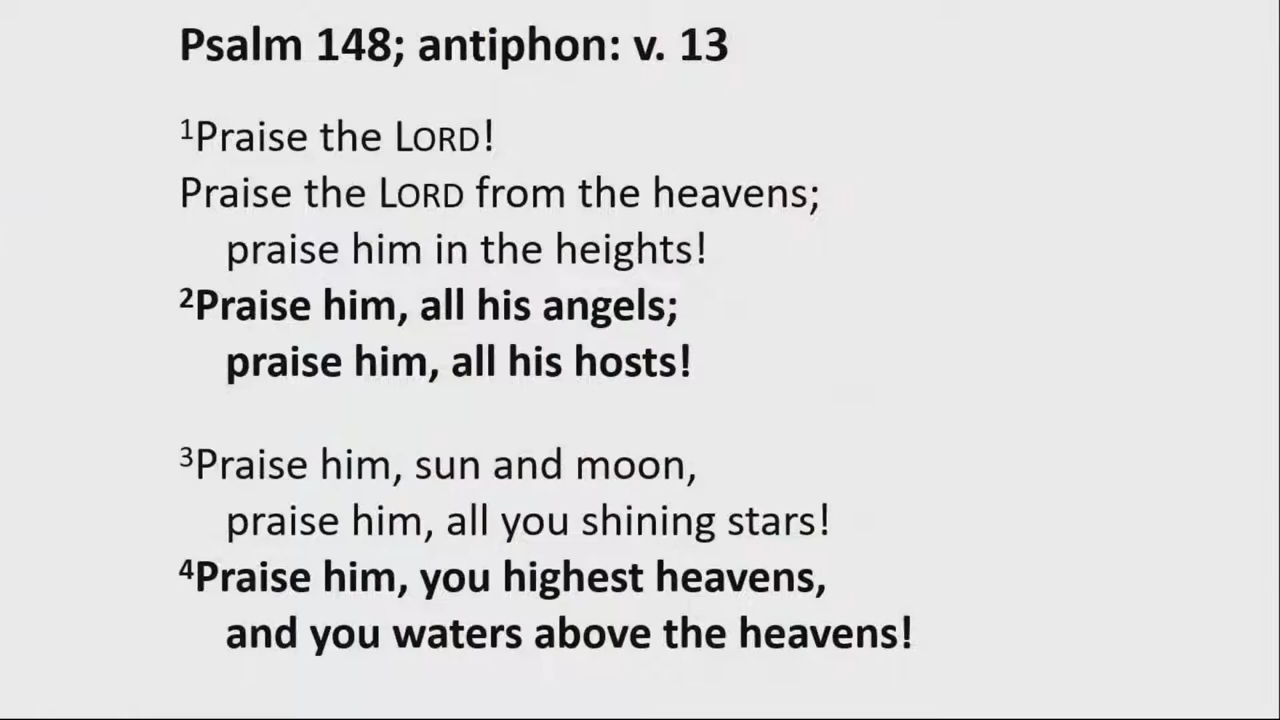 Psalm 148; antiphon: v. 13
¹Praise the LORD!
Praise the LORD from the heavens;
praise him in the heights!
²Praise him, all his angels;
praise him, all his hosts!
³Praise him, sun and moon,
praise him, all you shining stars!
⁴Praise him, you highest heavens,
and you waters above the heavens!